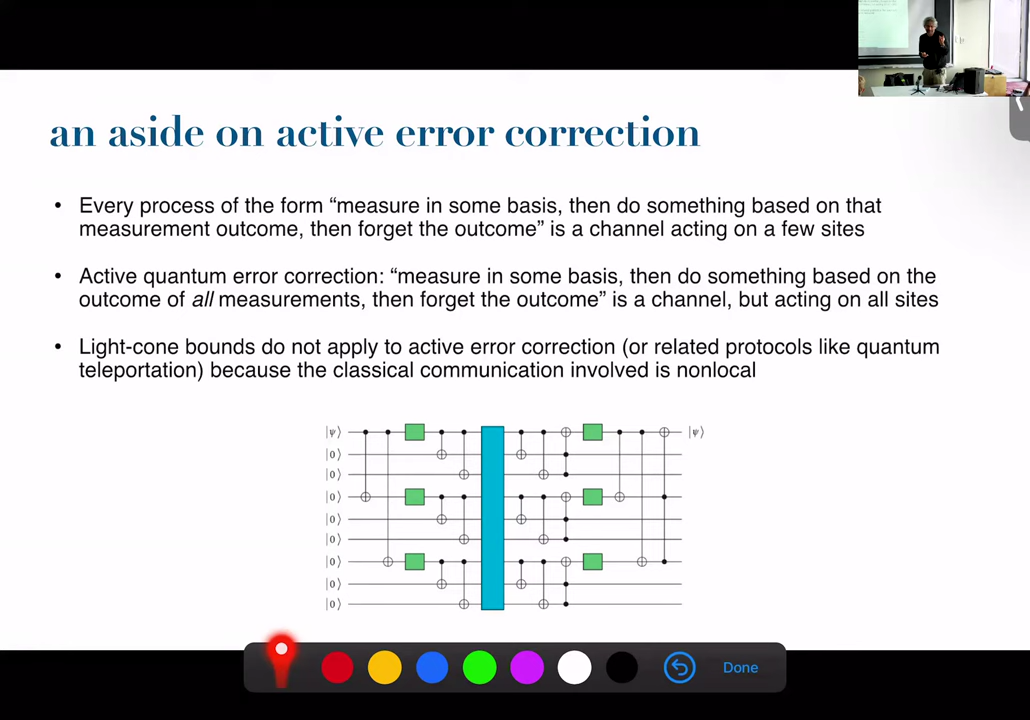 an aside on active error correction
• Every process of the form “measure in some basis, then do something based on that
measurement outcome, then forget the outcome” is a channel acting on a few sites
• Active quantum error correction: “measure in some basis, then do something based on the
outcome of all measurements, then forget the outcome” is a channel, but acting on all sites
• Light-cone bounds do not apply to active error correction (or related protocols like quantum
teleportation) because the classical communication involved is nonlocal
|ψ⟩ |ψ⟩
|0⟩
|0⟩
|0⟩
|0⟩
|0⟩
|0⟩
|0⟩
|0⟩
Done